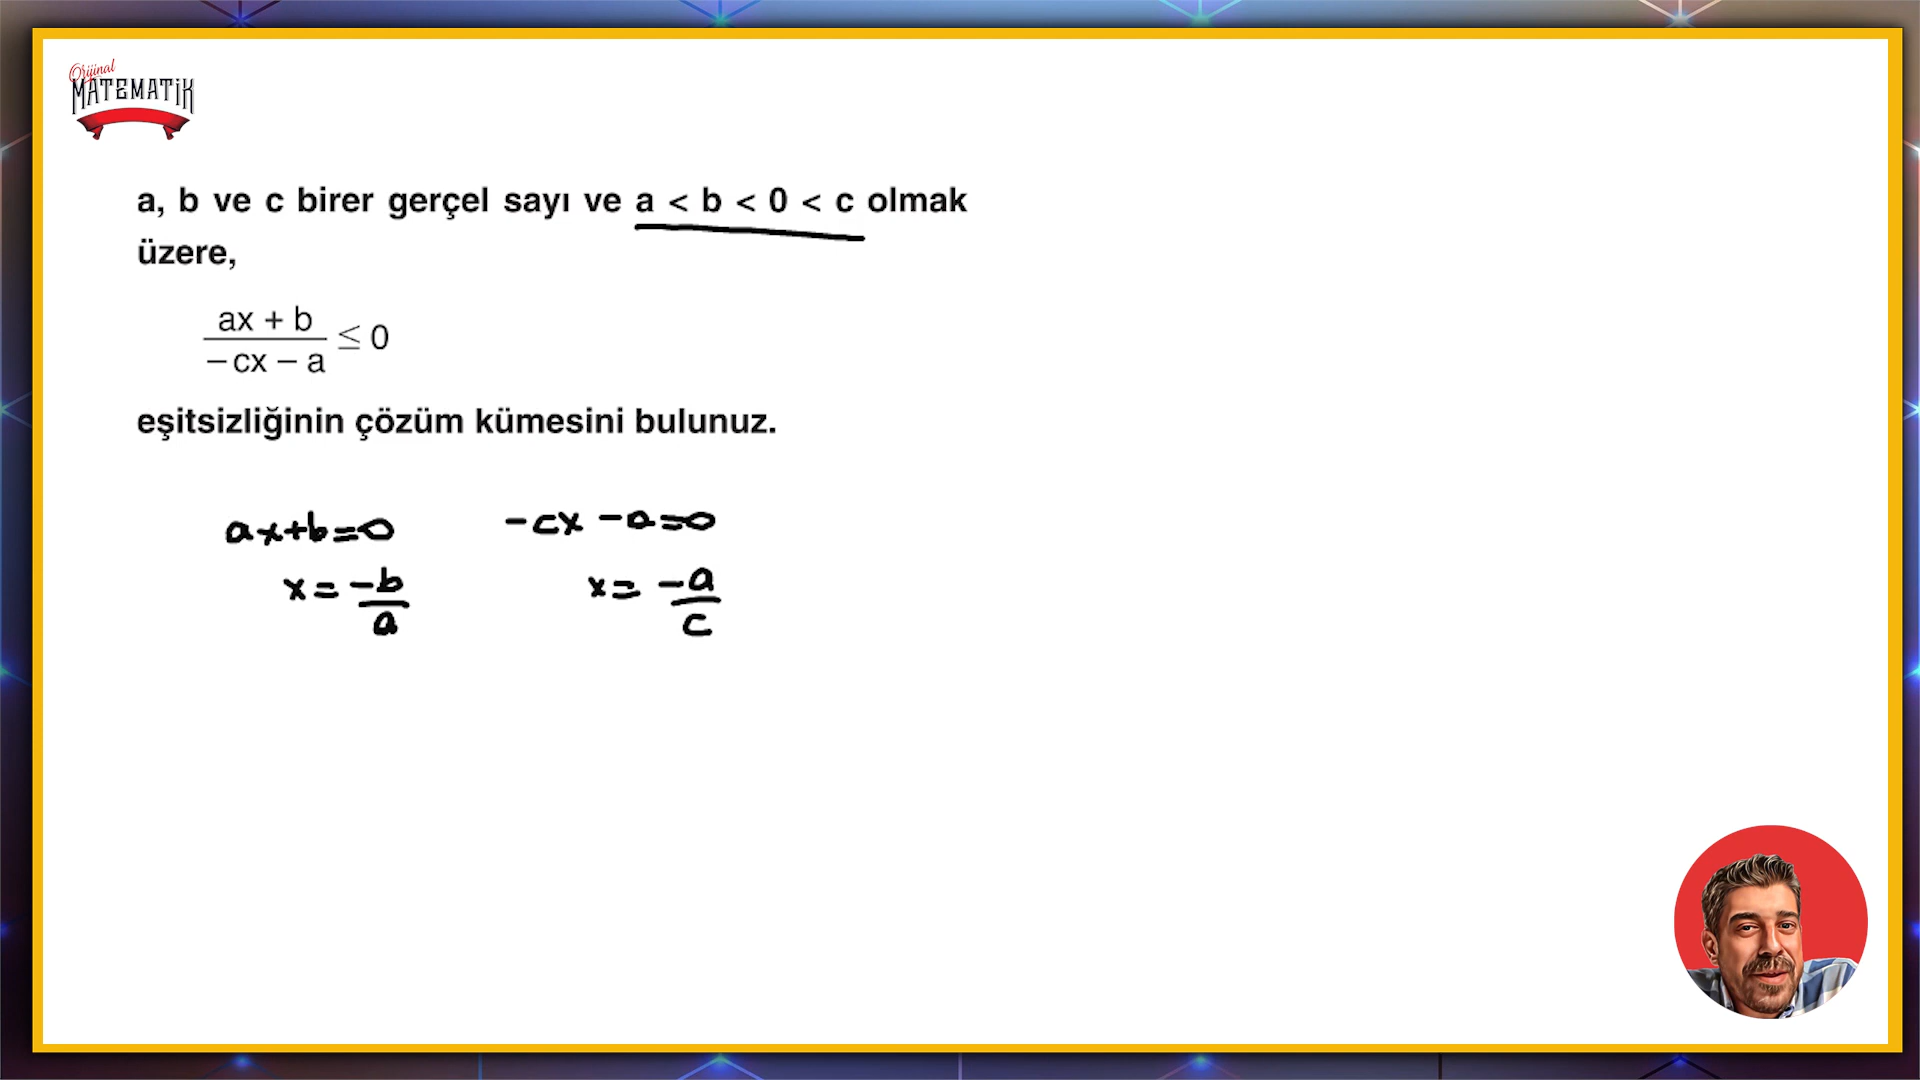 Orijinal
MATEMATİK
a, b ve c birer gerçel sayı ve a < b < 0 < c olmak
üzere,
ax + b
– cx – a
≤ 0
eşitsizliğinin çözüm kümesini bulunuz.
ax+b=0
-cx -a=0
x = -b
a
x = -a
c